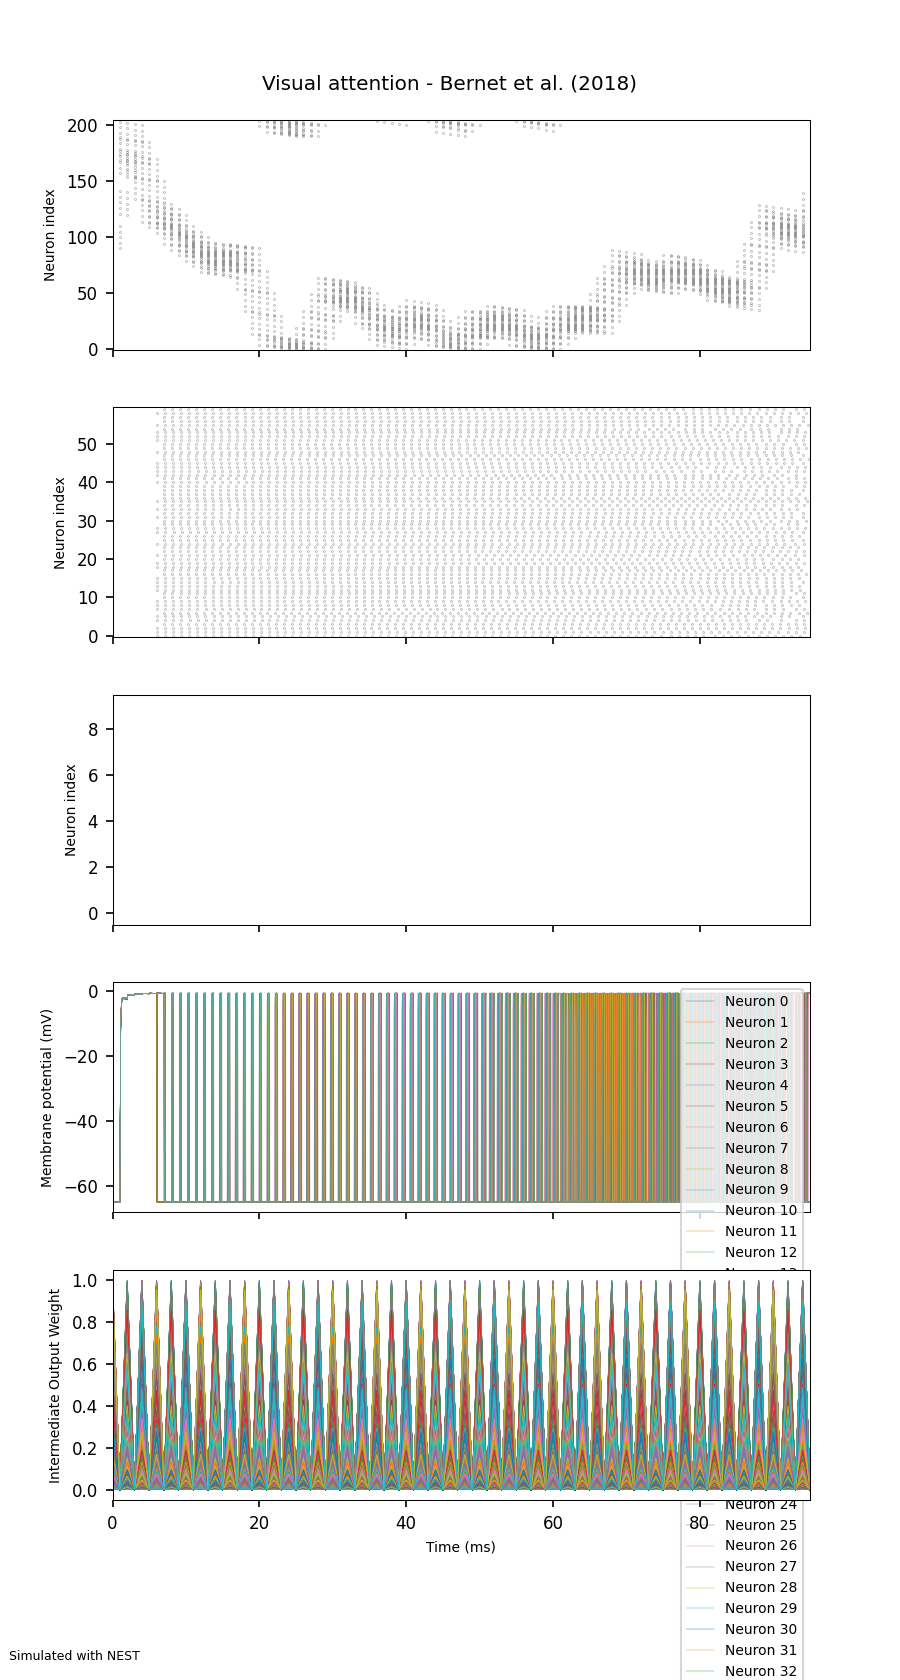 Visual attention - Bernet et al. (2018)
200
150
100
50
0
Neuron index
50
40
30
20
10
0
Neuron index
8
6
4
2
0
Neuron index
0
−20
−40
−60
Membrane potential (mV)
Neuron 0
Neuron 1
Neuron 2
Neuron 3
Neuron 4
Neuron 5
Neuron 6
Neuron 7
Neuron 8
Neuron 9
Neuron 10
Neuron 11
Neuron 12
1.0
0.8
0.6
0.4
0.2
0.0
Intermediate Output Weight
0 20 40 60 80
Time (ms)
Neuron 24
Neuron 25
Neuron 26
Neuron 27
Neuron 28
Neuron 29
Neuron 30
Neuron 31
Neuron 32
Simulated with NEST